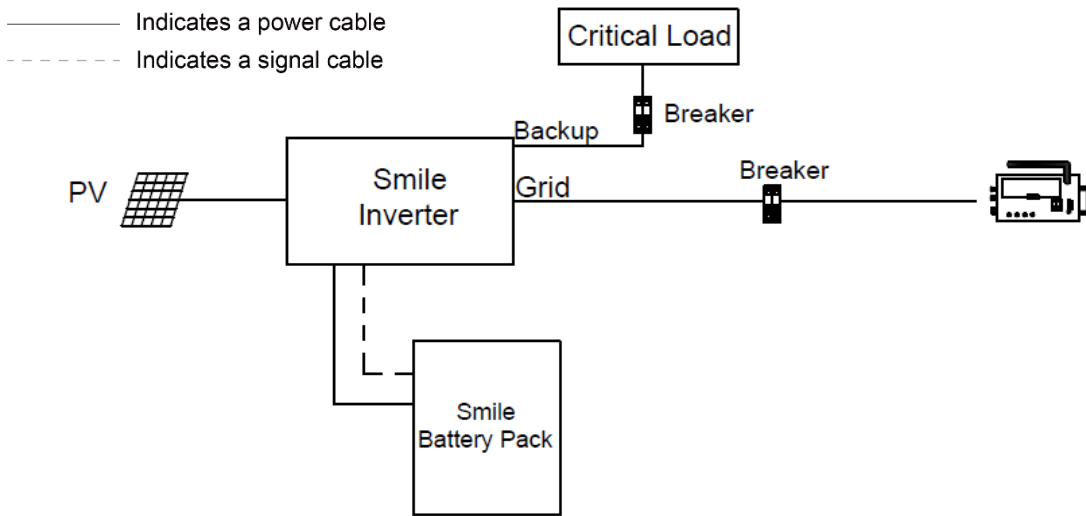 Indicates a power cable
Indicates a signal cable
Critical Load
Breaker
Backup
PV
Smile
Inverter
Grid
Breaker
Smile
Battery Pack